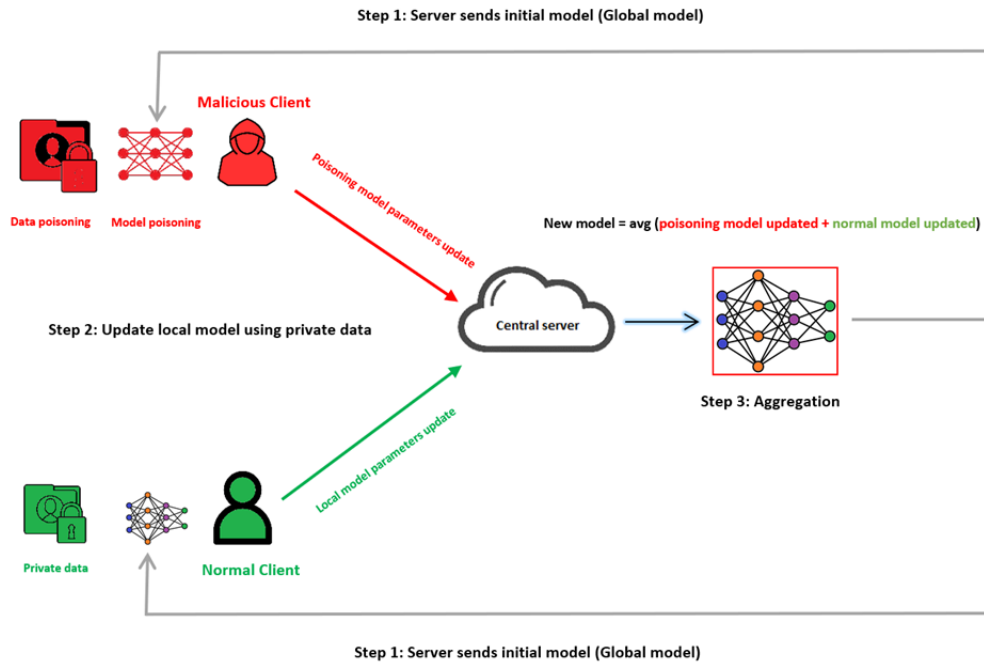 Step 1: Server sends initial model (Global model)
Malicious Client
Data poisoning
Model poisoning
Poisoning model parameters update
New model = avg (poisoning model updated + normal model updated)
Step 2: Update local model using private data
Central server
Step 3: Aggregation
Local model parameters update
Private data
Normal Client
Step 1: Server sends initial model (Global model)